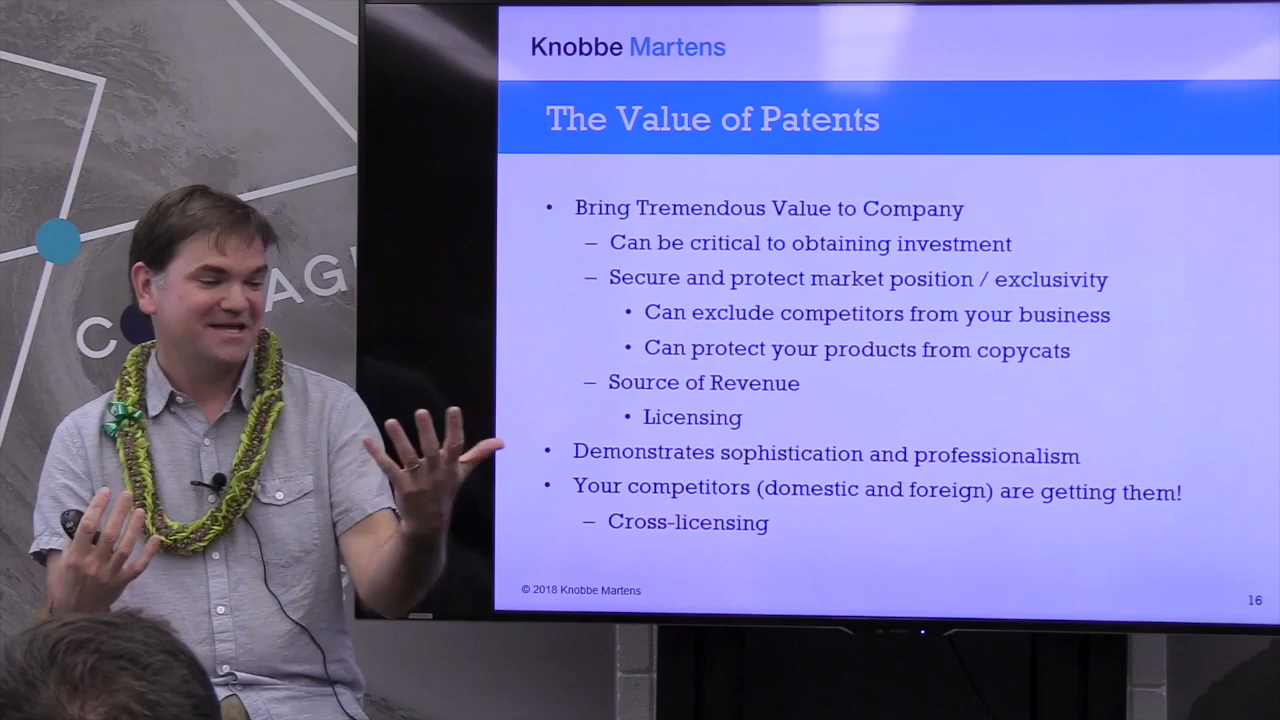 Knobbe Martens
The Value of Patents
• Bring Tremendous Value to Company
– Can be critical to obtaining investment
– Secure and protect market position / exclusivity
• Can exclude competitors from your business
• Can protect your products from copycats
– Source of Revenue
• Licensing
• Demonstrates sophistication and professionalism
• Your competitors (domestic and foreign) are getting them!
– Cross-licensing
© 2018 Knobbe Martens
16